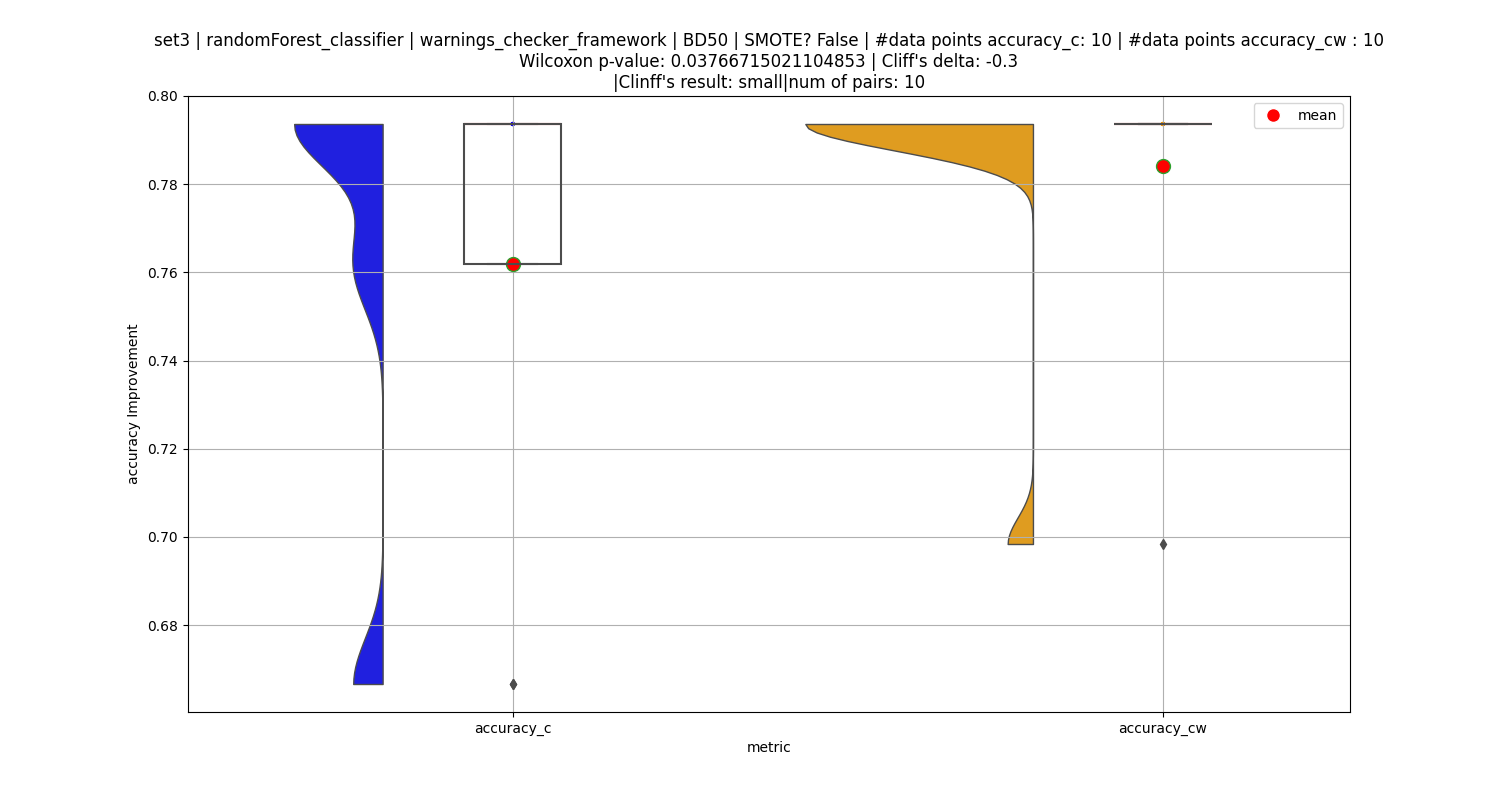 set3 | randomForest_classifier | warnings_checker_framework | BD50 | SMOTE? False | #data points accuracy_c: 10 | #data points accuracy_cw : 10
Wilcoxon p-value: 0.03766715021104853 | Cliff's delta: -0.3
|Clinff's result: small|num of pairs: 10
mean
0.80
0.78
0.76
0.74
0.72
0.70
0.68
accuracy Improvement
accuracy_c
accuracy_cw
metric